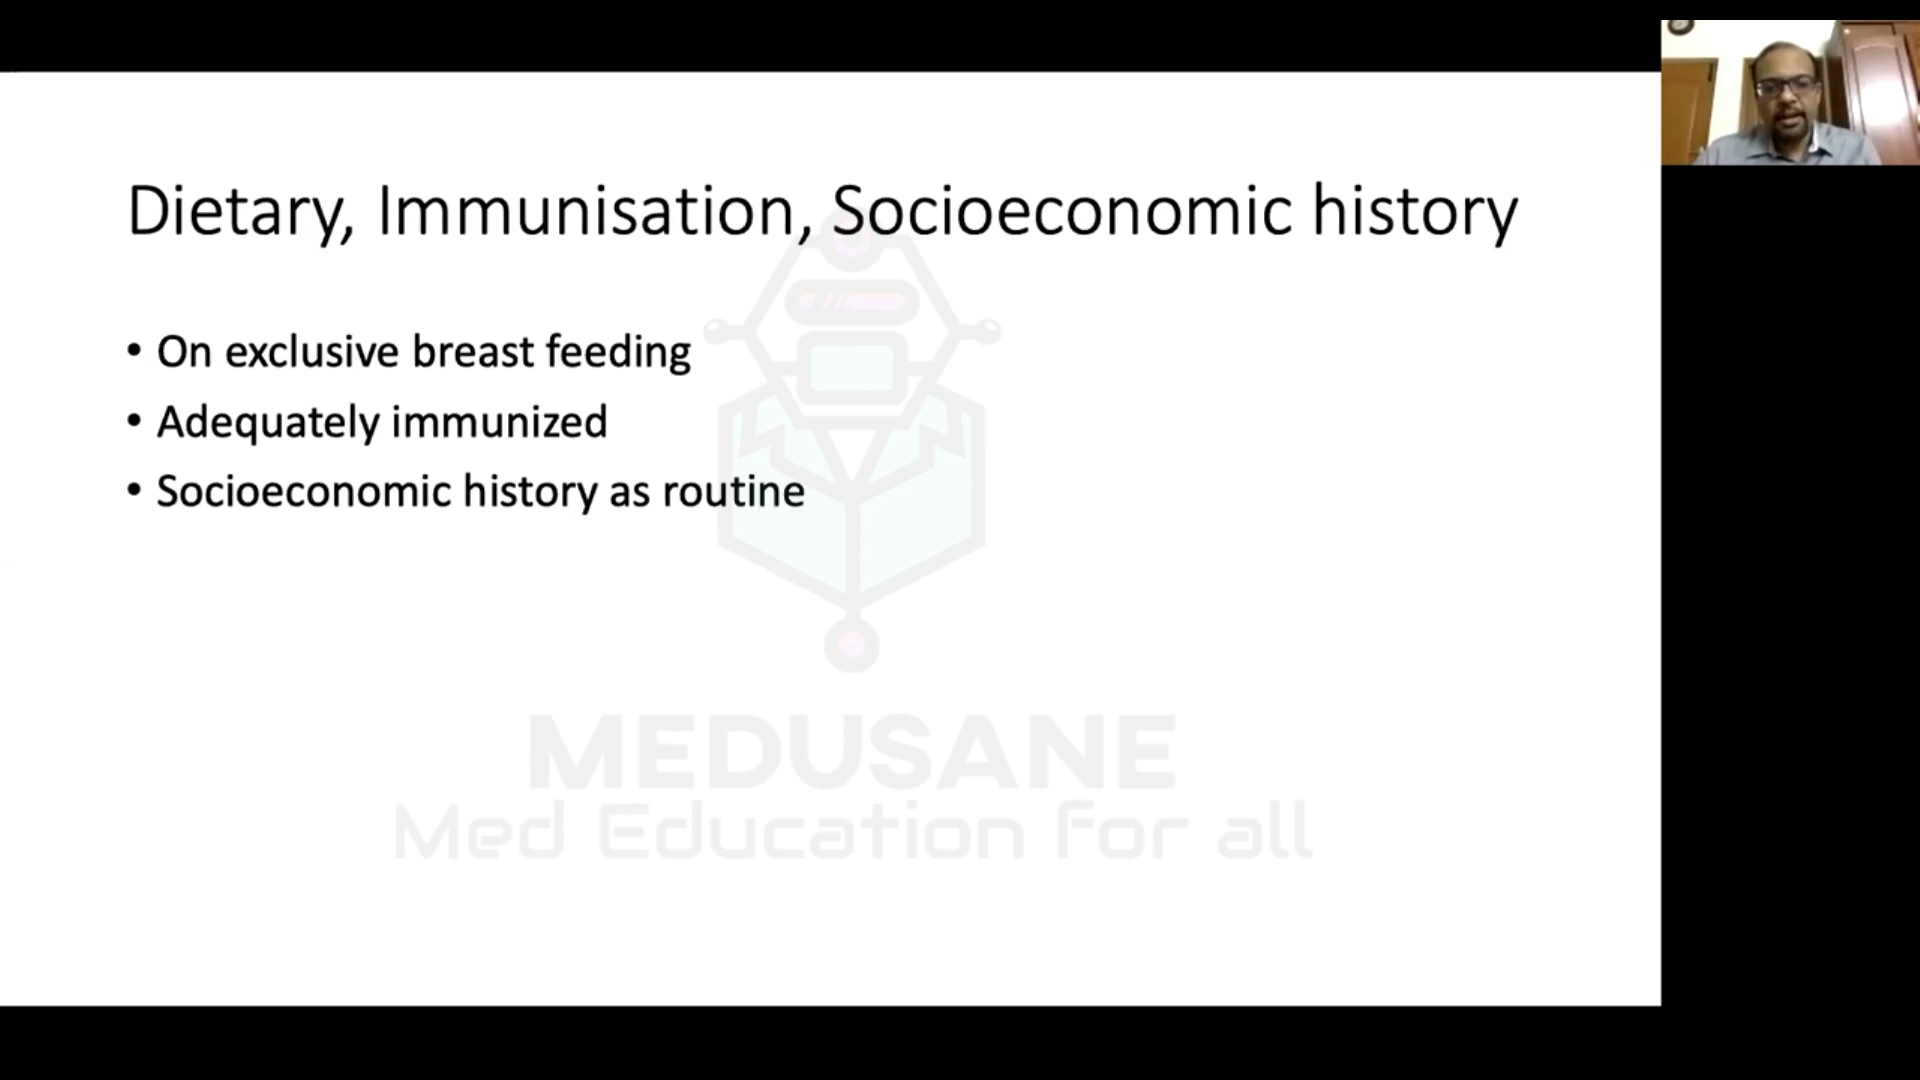 Dietary, Immunisation, Socioeconomic history
• On exclusive breast feeding
• Adequately immunized
• Socioeconomic history as routine
MEDUSANE
Med Education for all